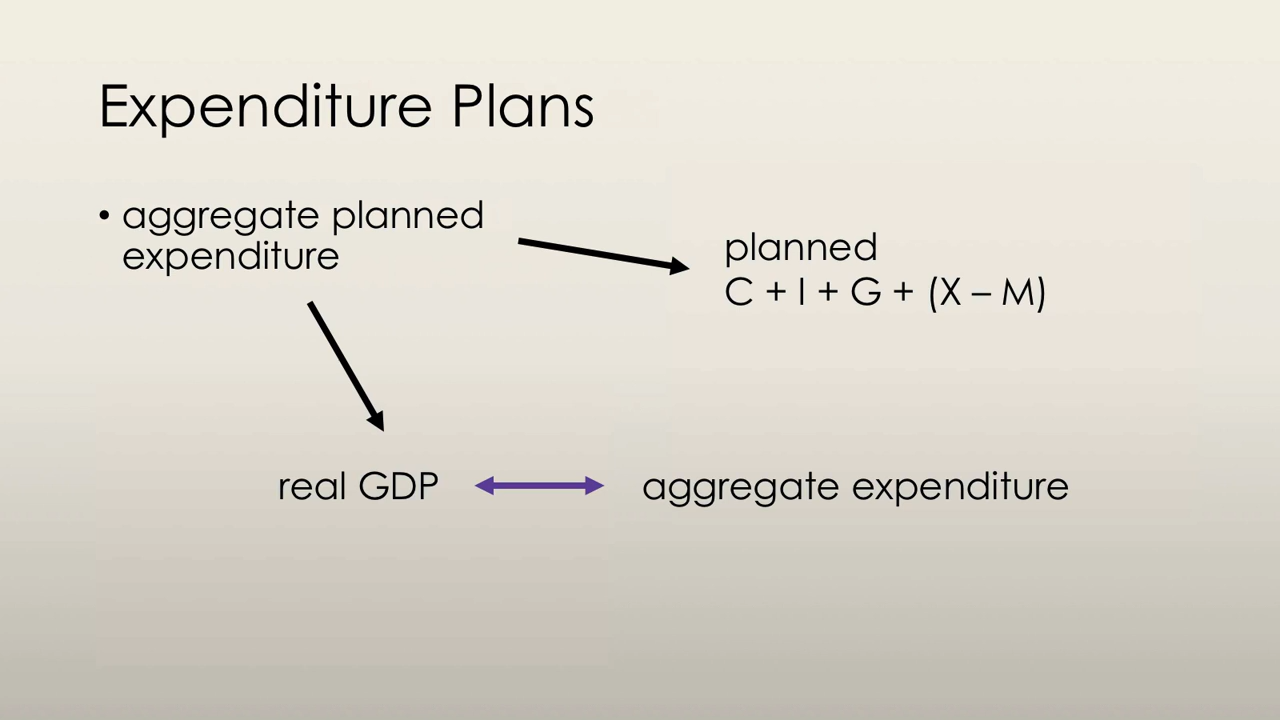 Expenditure Plans
• aggregate planned
expenditure
planned
C + I + G + (X – M)
real GDP
aggregate expenditure